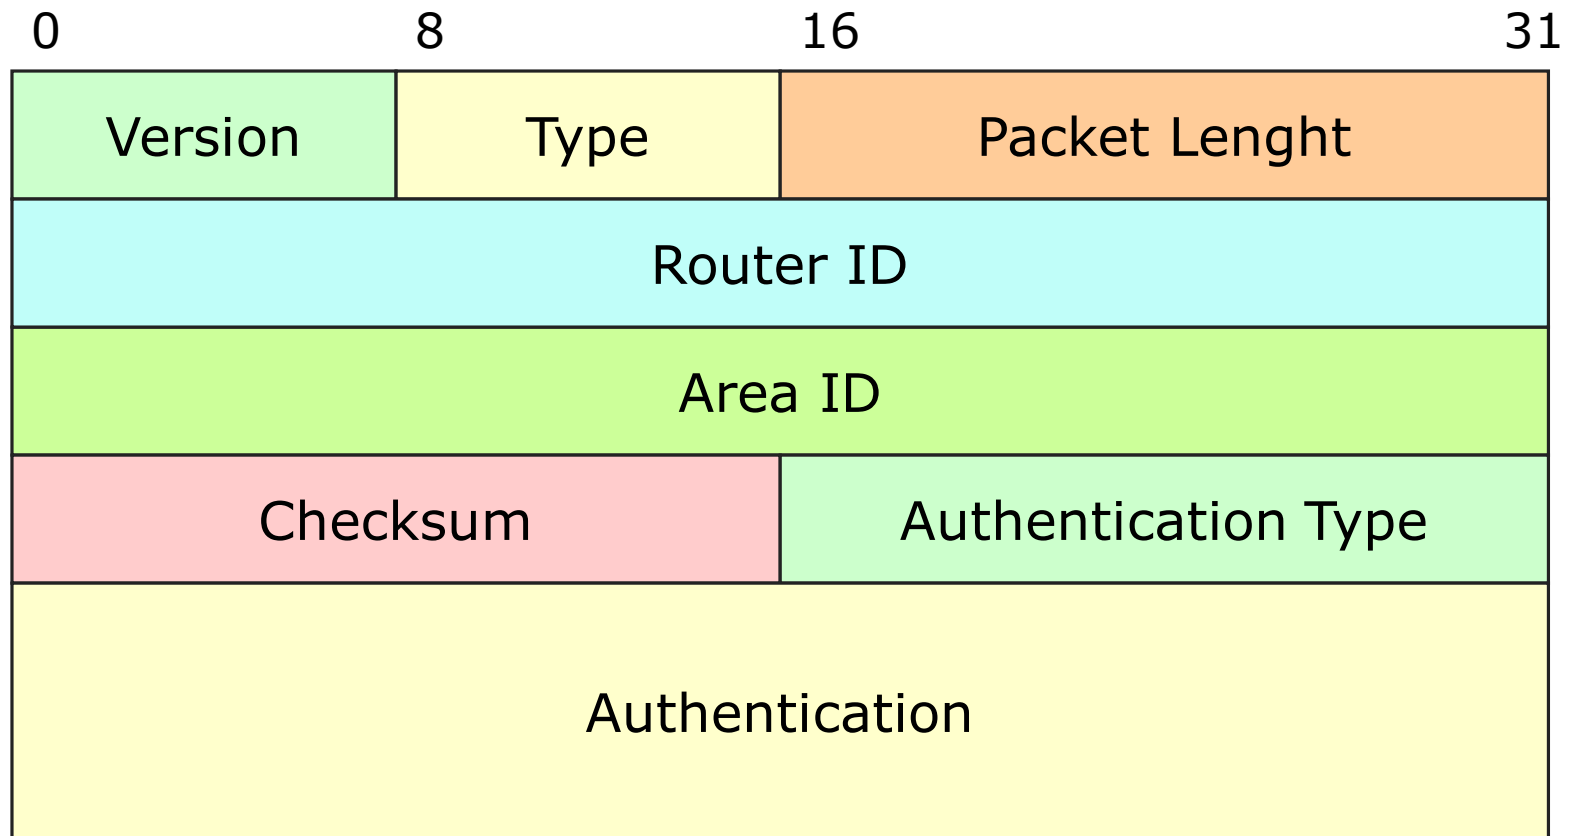 0 8 16 31
Version Type Packet Lenght
Router ID
Area ID
Checksum Authentication Type
Authentication